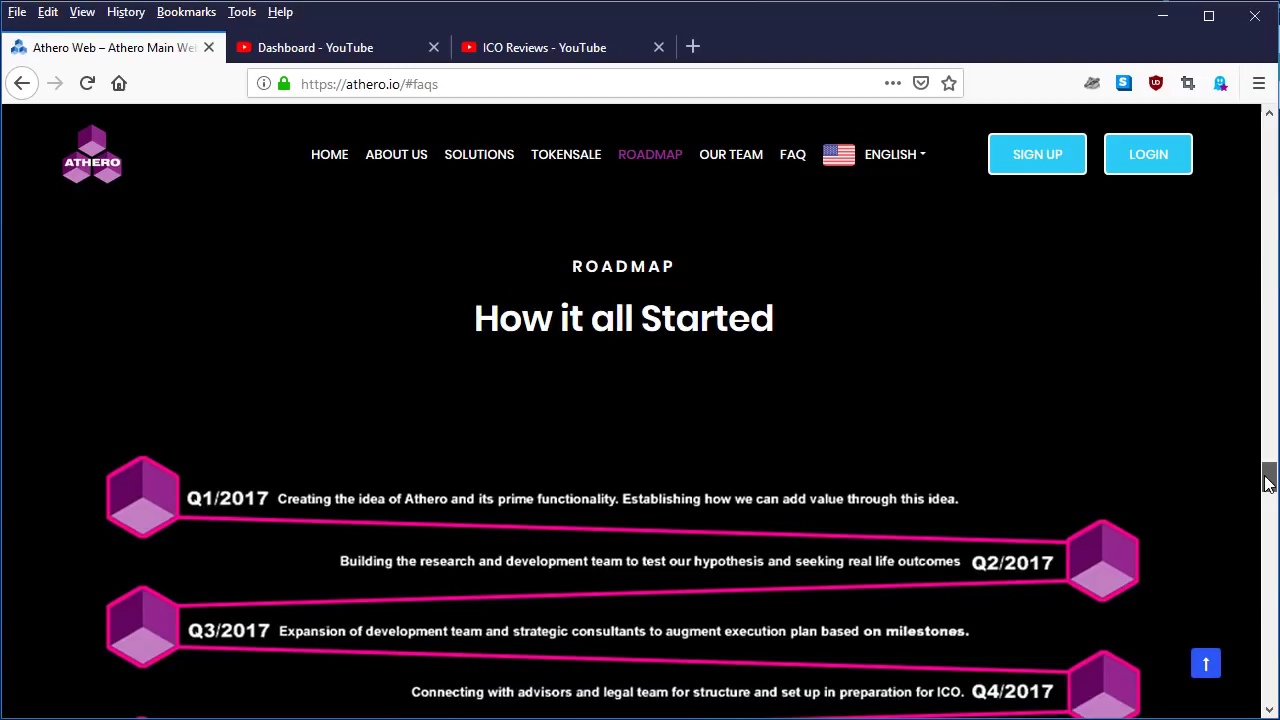 File Edit View History Bookmarks Tools Help
Athero Web – Athero Main We
Dashboard - YouTube
ICO Reviews - YouTube
https://athero.io/#faqs
ATHERO
HOME ABOUT US SOLUTIONS TOKENSALE ROADMAP OUR TEAM FAQ ENGLISH SIGN UP LOGIN
ROADMAP
How it all Started
Q1/2017 Creating the idea of Athero and its prime functionality. Establishing how we can add value through this idea.
Building the research and development team to test our hypothesis and seeking real life outcomes Q2/2017
Q3/2017 Expansion of development team and strategic consultants to augment execution plan based on milestones.
Connecting with advisors and legal team for structure and set up in preparation for ICO. Q4/2017